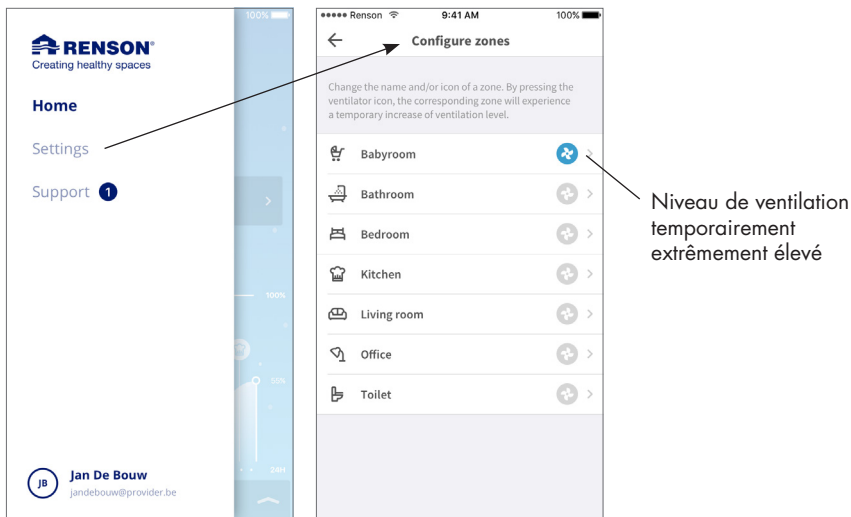 100%
RENSON®
Creating healthy spaces
Home
Settings
Support 1
100%
55%
24H
JB
Jan De Bouw
jandebouw@provider.be
Renson 9:41 AM 100%
Configure zones
Change the name and/or icon of a zone. By pressing the
ventilator icon, the corresponding zone will experience
a temporary increase of ventilation level.
Babyroom
Bathroom
Bedroom
Kitchen
Living room
Office
Toilet
Niveau de ventilation
temporairement
extrêmement élevé